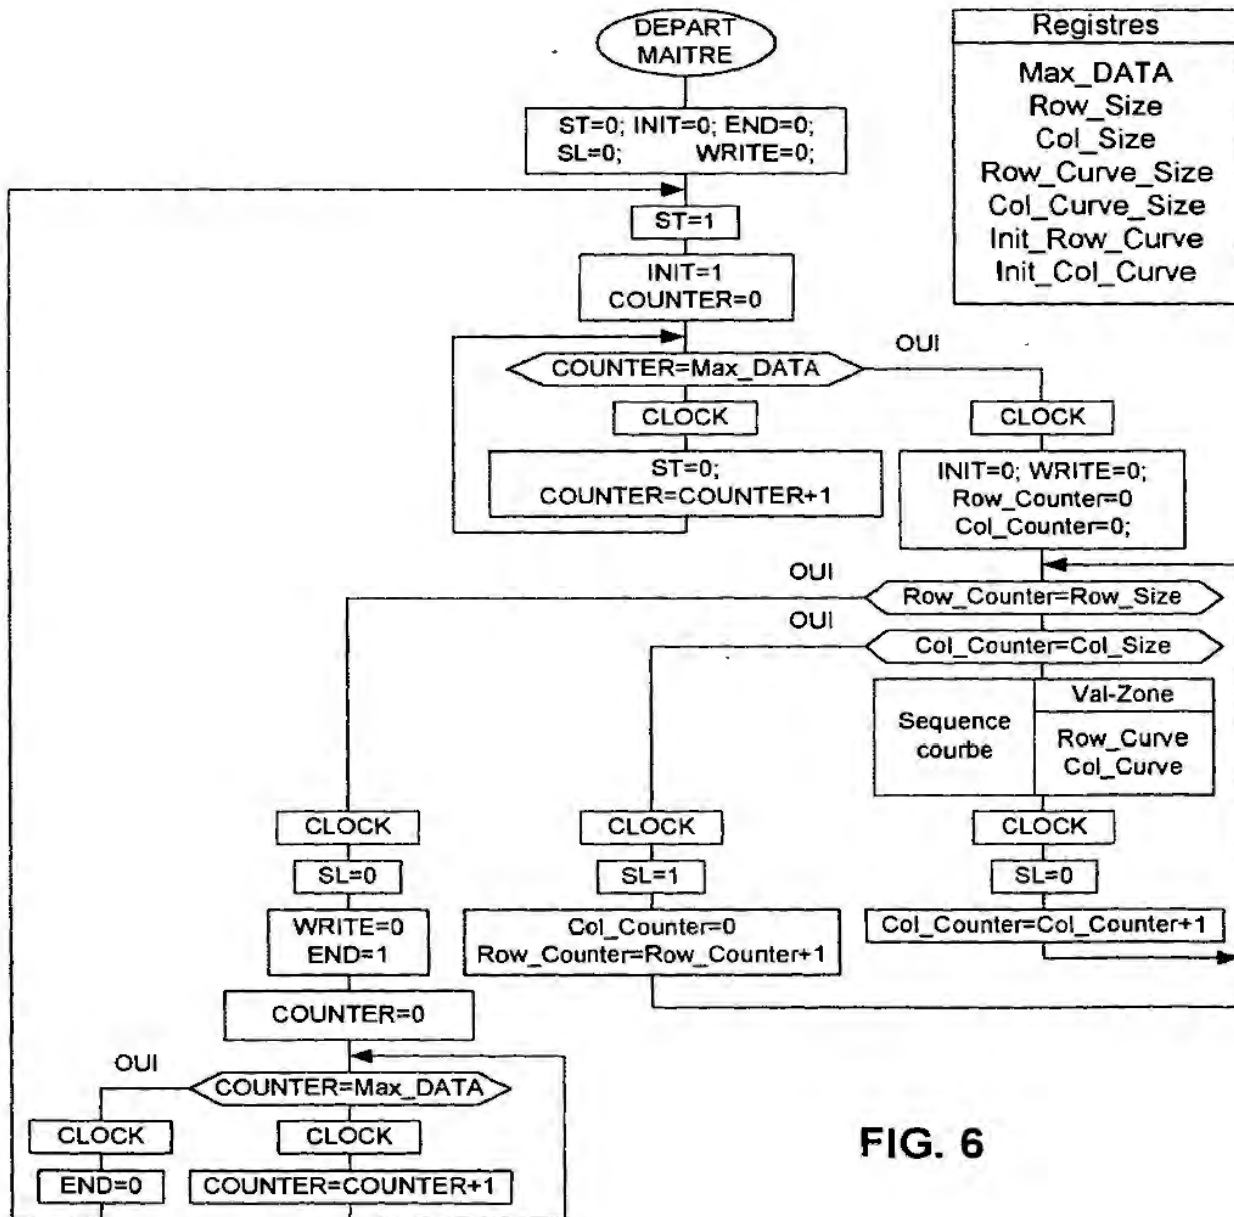 DEPART
MAITRE
Registres
Max_DATA
Row_Size
Col_Size
Row_Curve_Size
Col_Curve_Size
Init_Row_Curve
Init_Col_Curve
ST=0; INIT=0; END=0;
SL=0; WRITE=0;
ST=1
INIT=1
COUNTER=0
COUNTER=Max_DATA
OUI
CLOCK
CLOCK
ST=0;
COUNTER=COUNTER+1
INIT=0; WRITE=0;
Row_Counter=0
Col_Counter=0;
OUI
Row_Counter=Row_Size
OUI
Col_Counter=Col_Size
Sequence
courbe
Val-Zone
Row_Curve
Col_Curve
CLOCK
CLOCK
CLOCK
SL=0
SL=1
SL=0
WRITE=0
END=1
Col_Counter=0
Row_Counter=Row_Counter+1
Col_Counter=Col_Counter+1
COUNTER=0
OUI
COUNTER=Max_DATA
CLOCK
CLOCK
END=0
COUNTER=COUNTER+1
FIG. 6